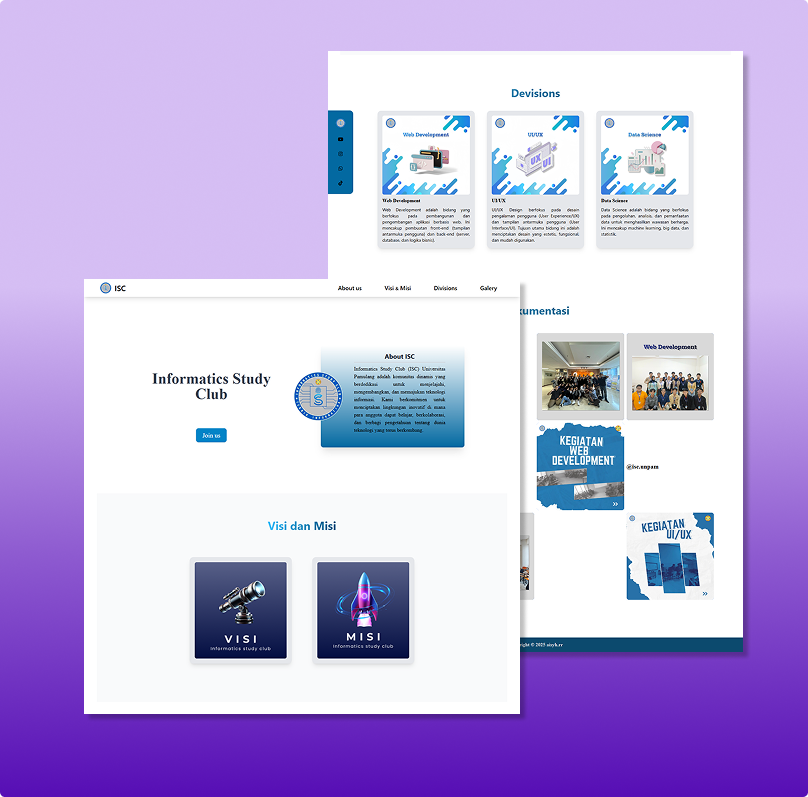 Devisions
Web Development
UI/UX
Data Science
Web Development
Web Development adalah bidang yang
berfokus pada pembangunan dan
pengembangan aplikasi berbasis web. Ini
mencakup pembuatan front-end (tampilan
antarmuka pengguna) dan back-end (server,
database, dan logika bisnis).
UI/UX
UI/UX Design berfokus pada desain
pengalaman pengguna (User Experience/UX)
dan tampilan antarmuka pengguna (User
Interface/UI). Tujuan utama bidang ini adalah
menciptakan desain yang estetis, fungsional,
dan mudah digunakan.
Data Science
Data Science adalah bidang yang berfokus
pada pengolahan, analisis, dan pemanfaatan
data untuk menghasilkan wawasan berharga.
Ini mencakup machine learning, big data, dan
statistik.
UX
UI
ISC
About us
Visi & Misi
Divisions
Galery
Informatics Study
Club
Join us
About ISC
Informatics Study Club (ISC) Universitas
Pamulang adalah komunitas dinamis yang
berdedikasi untuk menjelajahi,
mengembangkan, dan memajukan teknologi
informasi. Kami berkomitmen untuk
menciptakan lingkungan inovatif di mana
para anggota dapat belajar, berkolaborasi,
dan berbagi pengetahuan tentang dunia
teknologi yang terus berkembang.
Visi dan Misi
VISI
Informatics study club
MISI
Informatics study club
kumentasi
Web Development
KEGIATAN
WEB
DEVELOPMENT
@isc.unpam
KEGIATAN
UI/UX
right © 2025 aisyh.rr